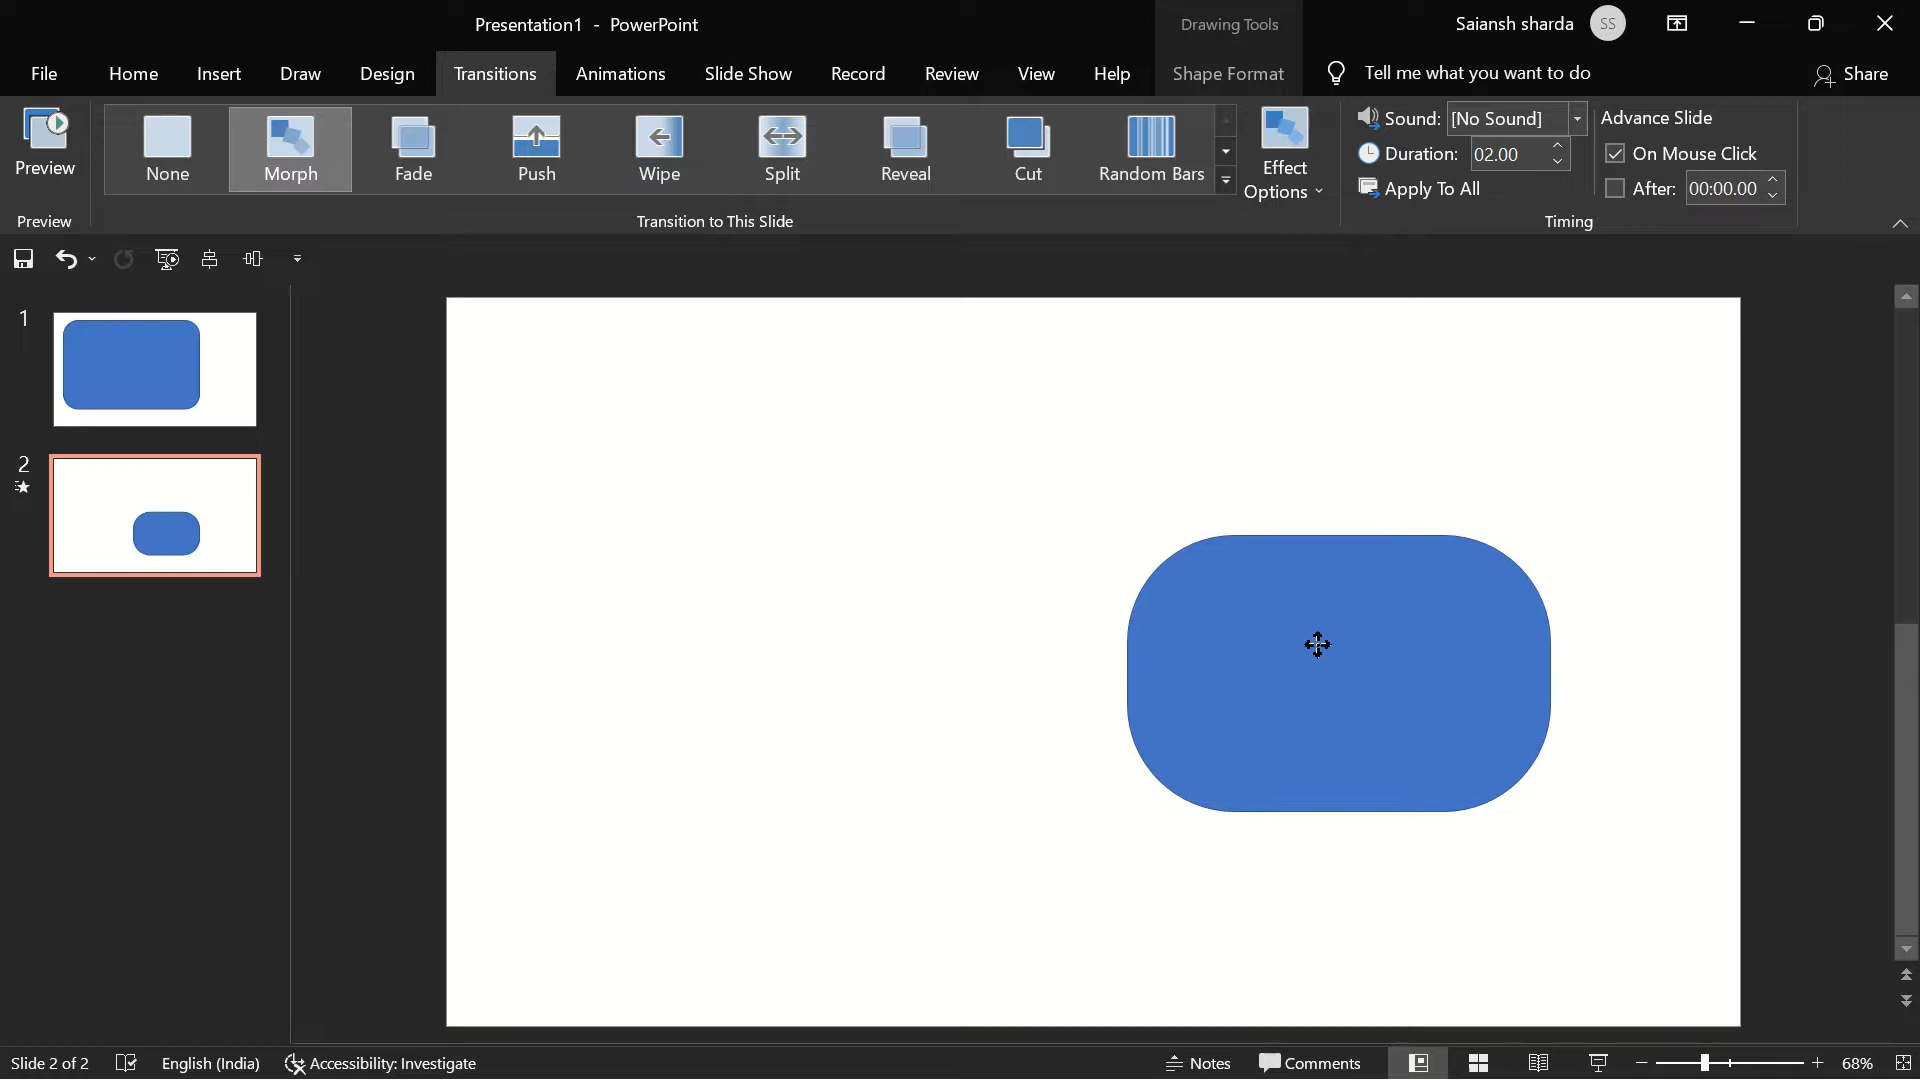 Presentation1 - PowerPoint
Drawing Tools
Saiansh sharda SS
File Home Insert Draw Design Transitions Animations Slide Show Record Review View Help Shape Format Tell me what you want to do Share
Preview
None Morph Fade Push Wipe Split Reveal Cut Random Bars
Effect
Options
Sound: [No Sound]
Duration: 02.00
Apply To All
Advance Slide
On Mouse Click
After: 00:00.00
Preview
Transition to This Slide
Timing
1
2
Slide 2 of 2 English (India) Accessibility: Investigate Notes Comments 68%